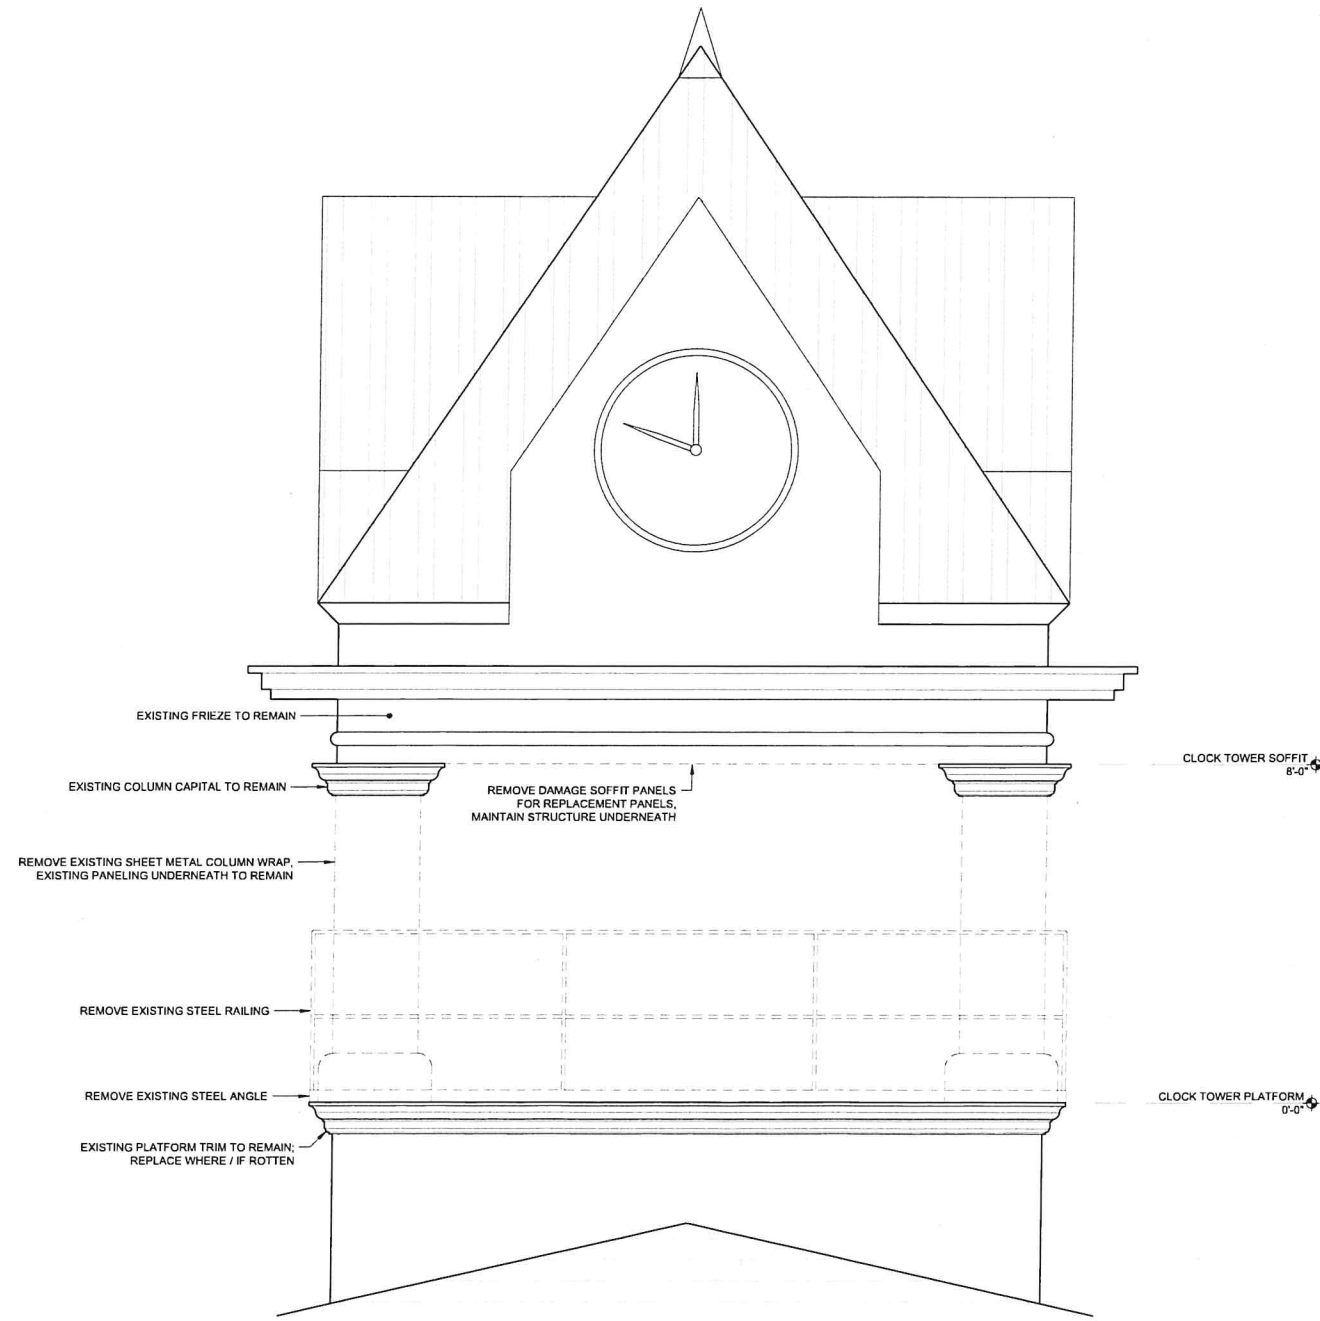 EXISTING FRIEZE TO REMAIN
CLOCK TOWER SOFFIT
8'-0"
EXISTING COLUMN CAPITAL TO REMAIN
REMOVE DAMAGE SOFFIT PANELS
FOR REPLACEMENT PANELS,
MAINTAIN STRUCTURE UNDERNEATH
REMOVE EXISTING SHEET METAL COLUMN WRAP,
EXISTING PANELING UNDERNEATH TO REMAIN
REMOVE EXISTING STEEL RAILING
REMOVE EXISTING STEEL ANGLE
CLOCK TOWER PLATFORM
0'-0"
EXISTING PLATFORM TRIM TO REMAIN;
REPLACE WHERE / IF ROTTEN